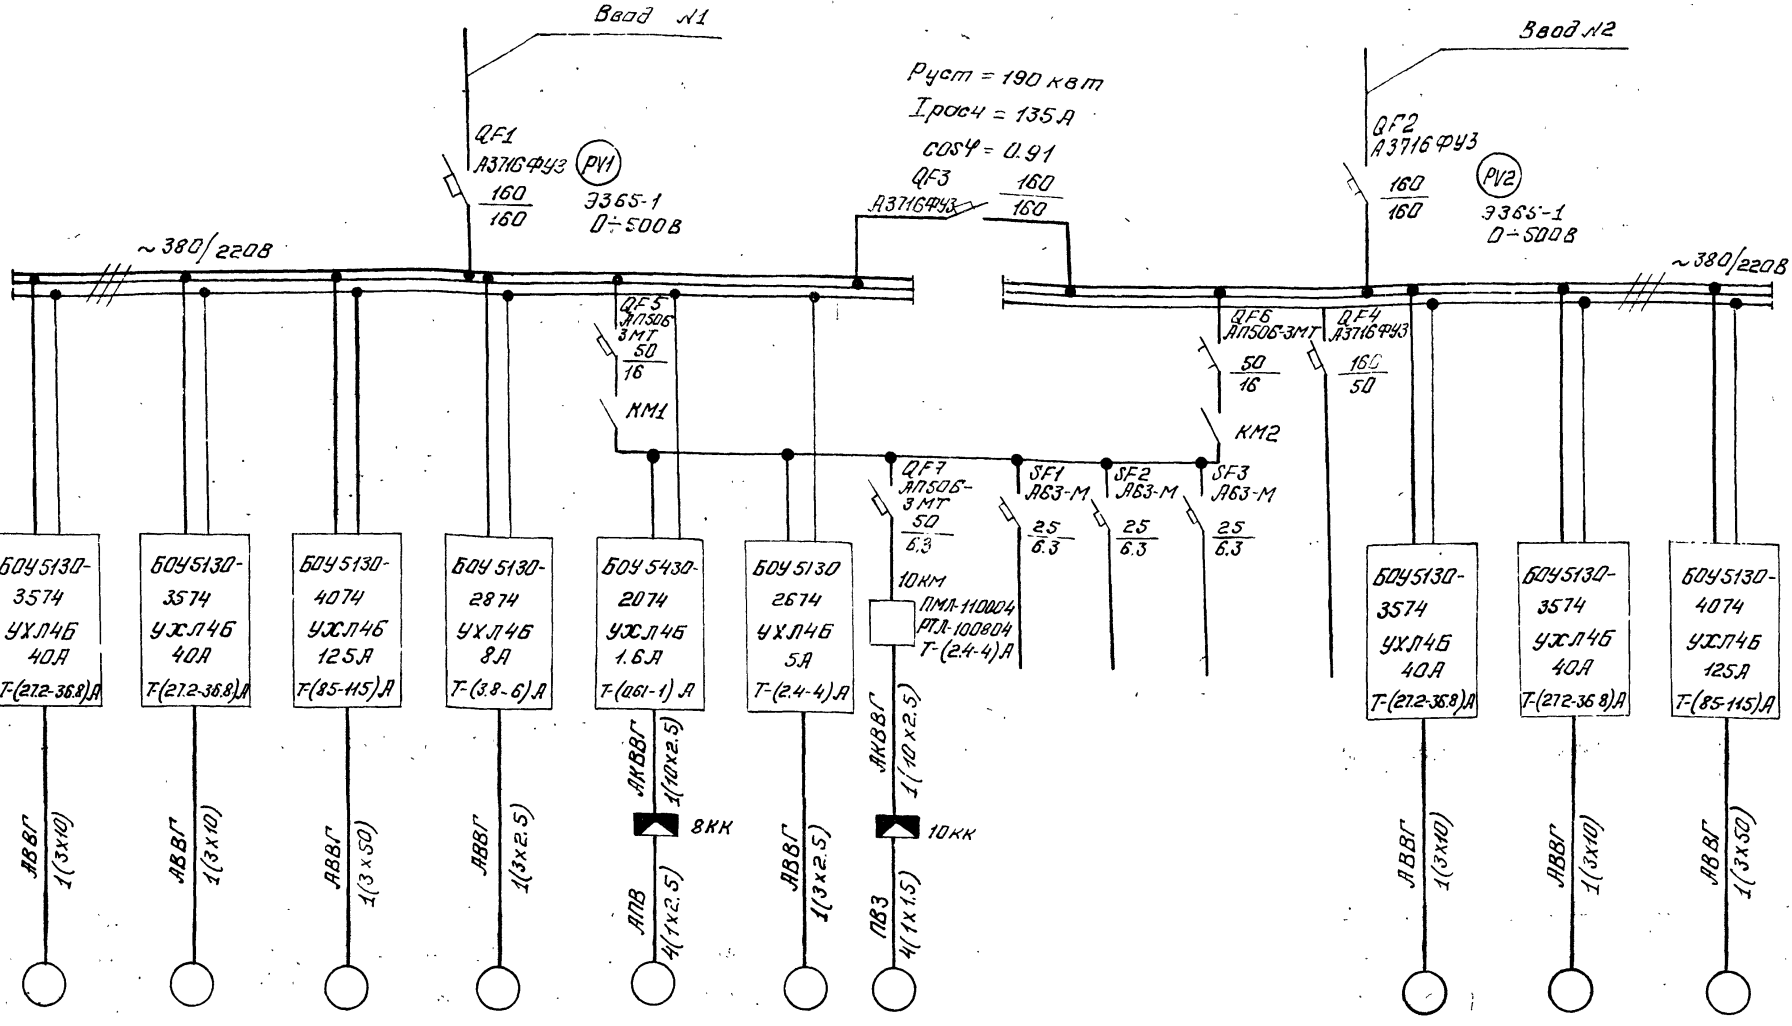 Ввод N1
Ввод N2
Руст = 190 квт
Iрасч = 135 А
cosφ = 0.91
QF1
А3716ФУ3
160
160
PV1
Э365-1
0÷500В
QF3
А3716ФУ3
160
160
QF2
А3716ФУ3
160
160
PV2
Э365-1
0÷500В
~380/220В
~380/220В
QF5
АП50Б
3МТ
50
16
КМ1
QF6
АП50Б-3МТ
50
16
КМ2
QF4
А3716ФУ3
160
50
QF7
АП50Б-
3МТ
50
6.3
SF1
А63-М
25
6.3
SF2
А63-М
25
6.3
SF3
А63-М
25
6.3
БОУ5130-
3574
УХЛ4Б
40А
Т-(27.2-36.8)А
БОУ5130-
3574
УХЛ4Б
40А
Т-(27.2-36.8)А
БОУ5130-
4074
УХЛ4Б
125А
Т-(85-115)А
БОУ5130-
2874
УХЛ4Б
8А
Т-(3.8-6)А
БОУ5430-
2074
УХЛ4Б
1.6А
Т-(0.61-1)А
БОУ5130
2674
УХЛ4Б
5А
Т-(2.4-4)А
10КМ
ПМЛ-110004
РТЛ-100804
Т-(2.4-4)А
БОУ5130-
3574
УХЛ4Б
40А
Т-(27.2-36.8)А
БОУ5130-
3574
УХЛ4Б
40А
Т-(27.2-36.8)А
БОУ5130-
4074
УХЛ4Б
125А
Т-(85-115)А
АВВГ
1(3х10)
АВВГ
1(3х10)
АВВГ
1(3х50)
АВВГ
1(3х2.5)
АКВВГ
1(10х2.5)
8КК
АПВ
4(1х2.5)
АВВГ
1(3х2.5)
АКВВГ
1(10х2.5)
10КК
ПВ3
4(1х1.5)
АВВГ
1(3х10)
АВВГ
1(3х10)
АВВГ
1(3х50)